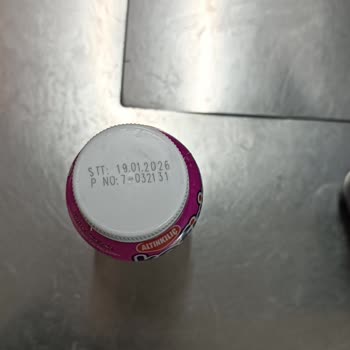 STT: 19.01.2026
P NO: 7-032131
ALTINKILIÇ